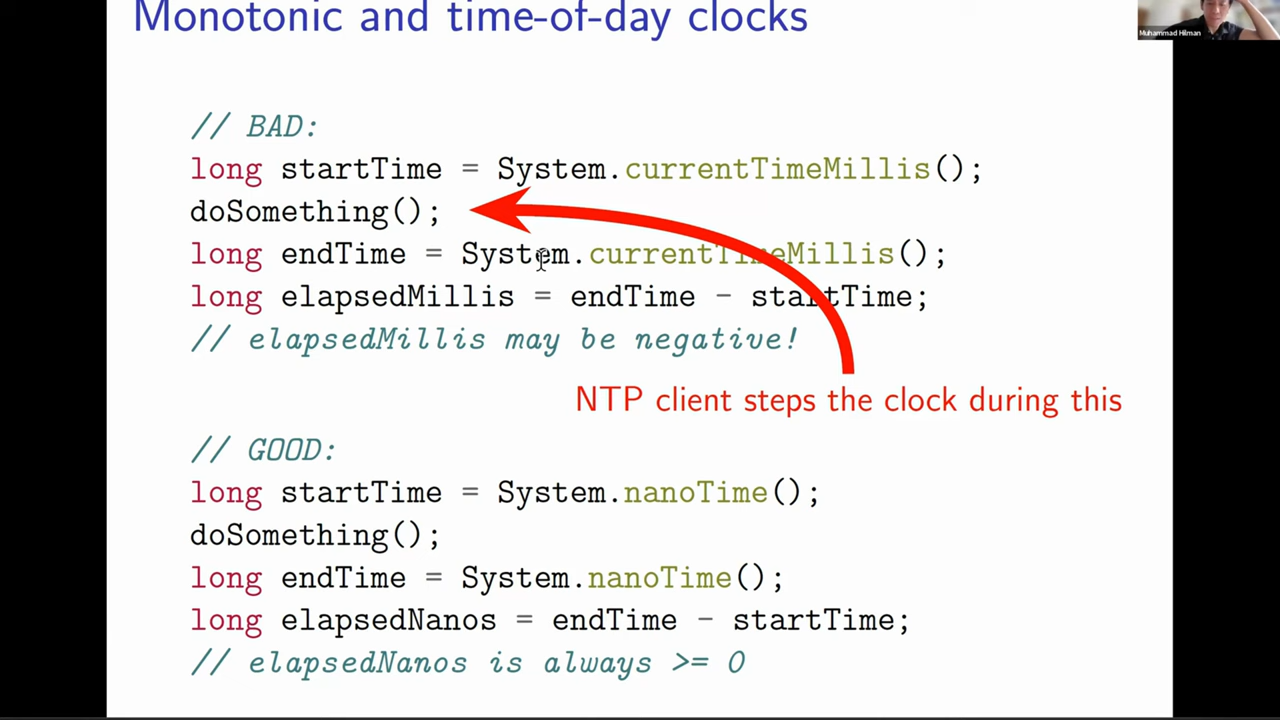 Monotonic and time-of-day clocks
Muhammad Hilman
// BAD:
long startTime = System.currentTimeMillis();
doSomething();
long endTime = System.currentTimeMillis();
long elapsedMillis = endTime - startTime;
// elapsedMillis may be negative!
NTP client steps the clock during this
// GOOD:
long startTime = System.nanoTime();
doSomething();
long endTime = System.nanoTime();
long elapsedNanos = endTime - startTime;
// elapsedNanos is always >= 0